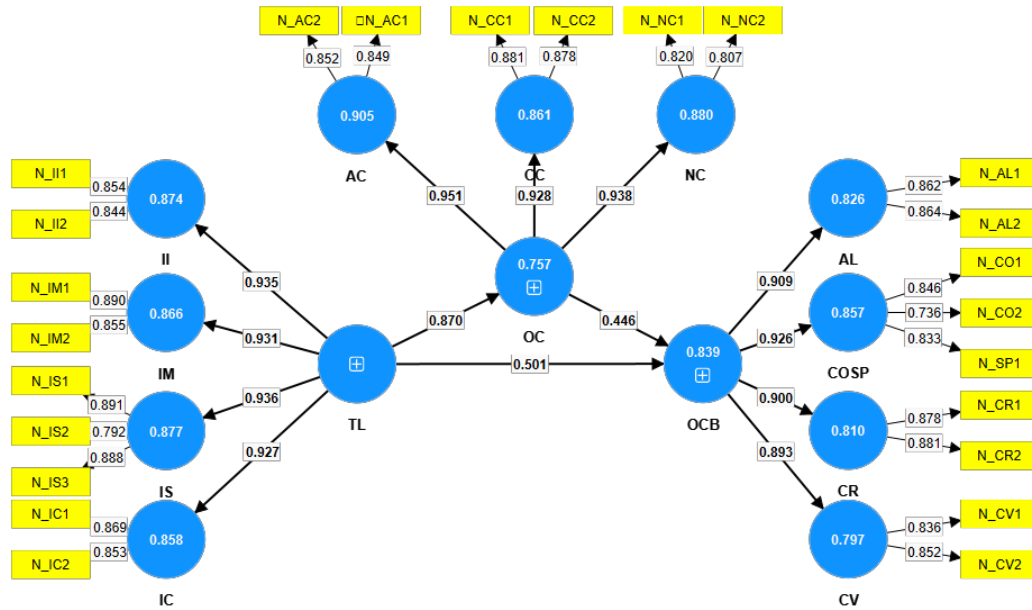 N_AC2
□N_AC1
N_CC1
N_CC2
N_NC1
N_NC2
0.852
0.849
0.881
0.878
0.820
0.807
0.905
0.861
0.880
AC
CC
NC
N_II1
N_II2
0.854
0.844
0.874
II
N_IM1
N_IM2
0.890
0.855
0.866
IM
N_IS1
N_IS2
N_IS3
0.891
0.792
0.888
0.877
IS
N_IC1
N_IC2
0.869
0.853
0.858
IC
0.951
0.928
0.938
0.935
0.931
0.936
0.927
TL
0.870
0.757
OC
0.446
0.501
0.839
OCB
0.909
0.926
0.900
0.893
0.826
AL
0.862
0.864
N_AL1
N_AL2
0.857
COSP
0.846
0.736
0.833
N_CO1
N_CO2
N_SP1
0.810
CR
0.878
0.881
N_CR1
N_CR2
0.797
CV
0.836
0.852
N_CV1
N_CV2